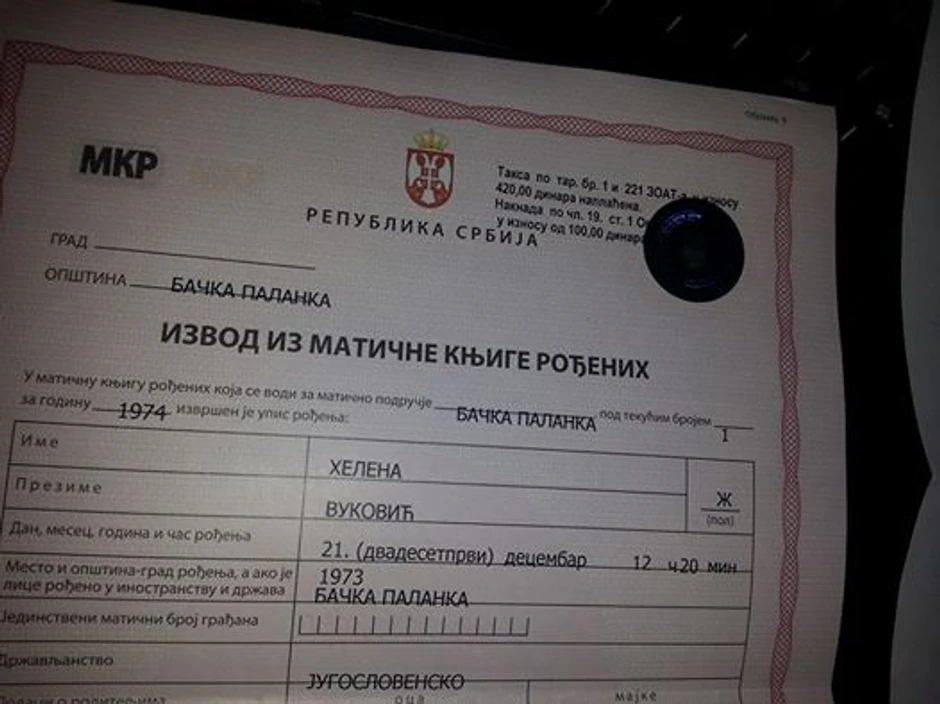 Образац
МКР
Такса по тар. бр. 1 и 221 ЗОАТ-а у износу
420,00 динара наплаћена.
Накнада по чл. 19. ст. 1
у износу од 100,00 динара
РЕПУБЛИКА СРБИЈА
ГРАД
ОПШТИНА БАЧКА ПАЛАНКА
ИЗВОД ИЗ МАТИЧНЕ КЊИГЕ РОЂЕНИХ
У матичну књигу рођених која се води за матично подручје БАЧКА ПАЛАНКА под текућим бројем 1
за годину 1974 извршен је упис рођења:
Име ХЕЛЕНА
Презиме ВУКОВИЋ
Ж
(пол)
Дан, месец, година и час рођења 21. (двадесетпрви) децембар 12 ч 20 мин
1973
Место и општина-град рођења, а ако је
лице рођено у иностранству и држава БАЧКА ПАЛАНКА
Јединствени матични број грађана
Држављанство ЈУГОСЛОВЕНСКО
Подаци о родитељима оца мајке